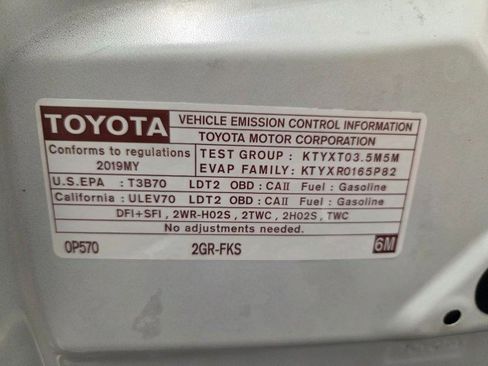 TOYOTA VEHICLE EMISSION CONTROL INFORMATION
TOYOTA MOTOR CORPORATION
Conforms to regulations
2019MY
TEST GROUP : KTYXT03.5M5M
EVAP FAMILY: KTYXR0165P82
U.S.EPA : T3B70 LDT2 OBD : CAII Fuel : Gasoline
California : ULEV70 LDT2 OBD : CAII Fuel : Gasoline
DFI+SFI , 2WR-HO2S , 2TWC , 2HO2S , TWC
No adjustments needed.
0P570 2GR-FKS 6M